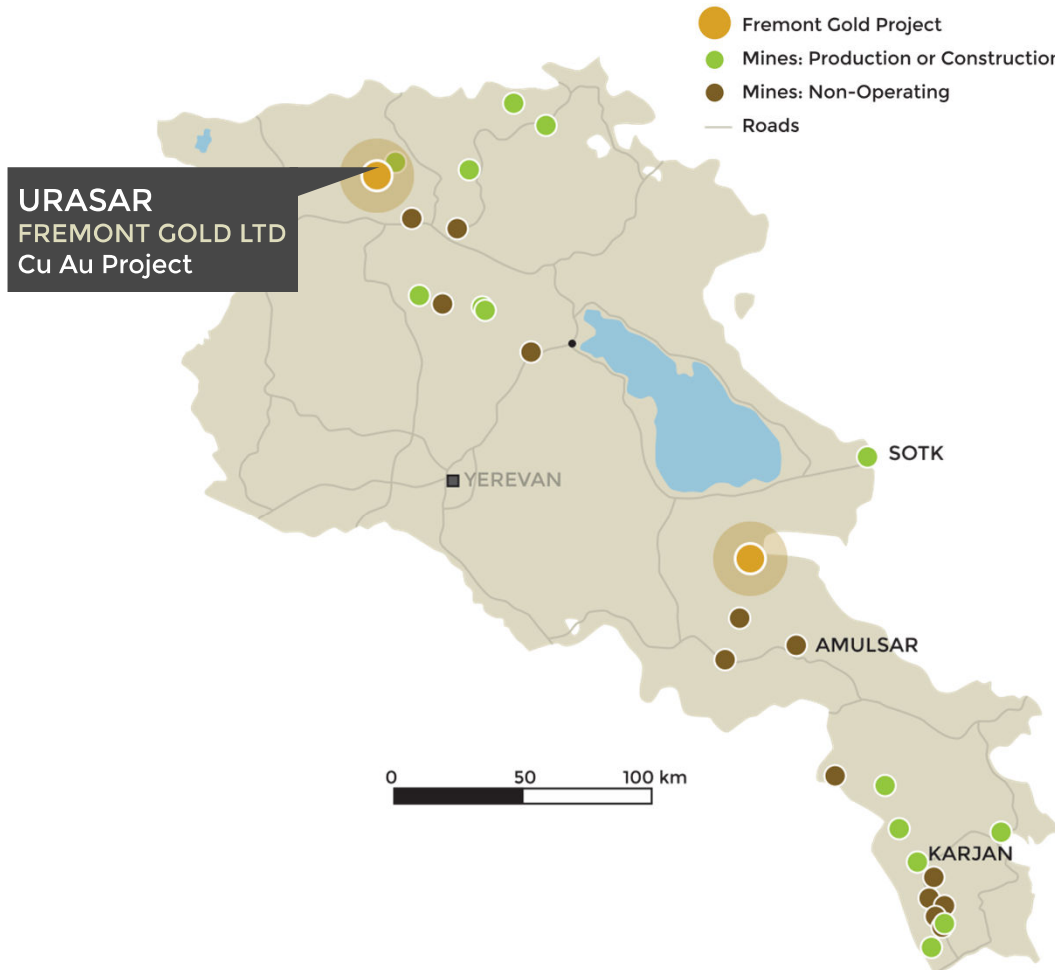 Fremont Gold Project
Mines: Production or Construction
Mines: Non-Operating
Roads
URASAR
FREMONT GOLD LTD
Cu Au Project
SOTK
YEREVAN
AMULSAR
0 50 100 km
KARJAN